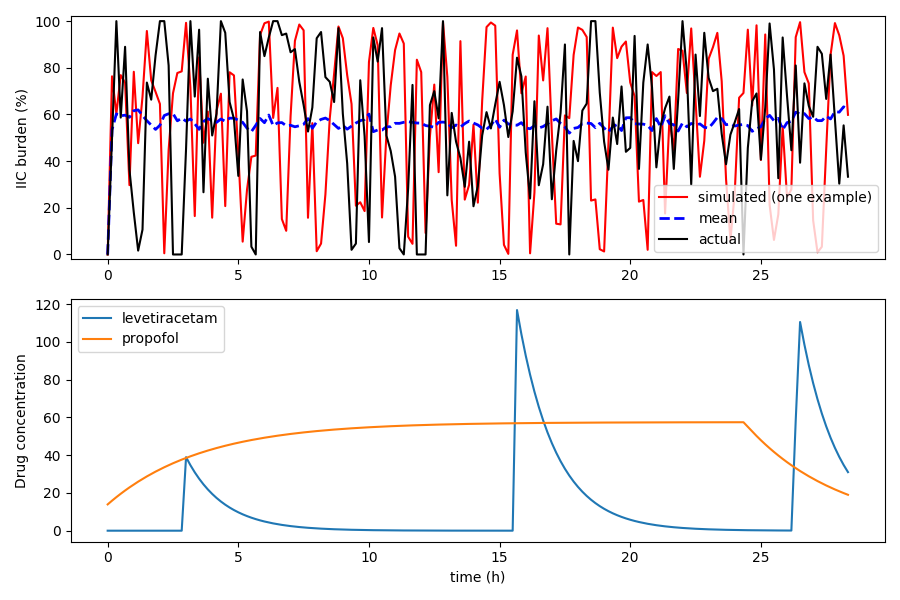 IIC burden (%)
100
80
60
40
20
0
simulated (one example)
mean
actual
0 5 10 15 20 25
Drug concentration
120
100
80
60
40
20
0
levetiracetam
propofol
0 5 10 15 20 25
time (h)